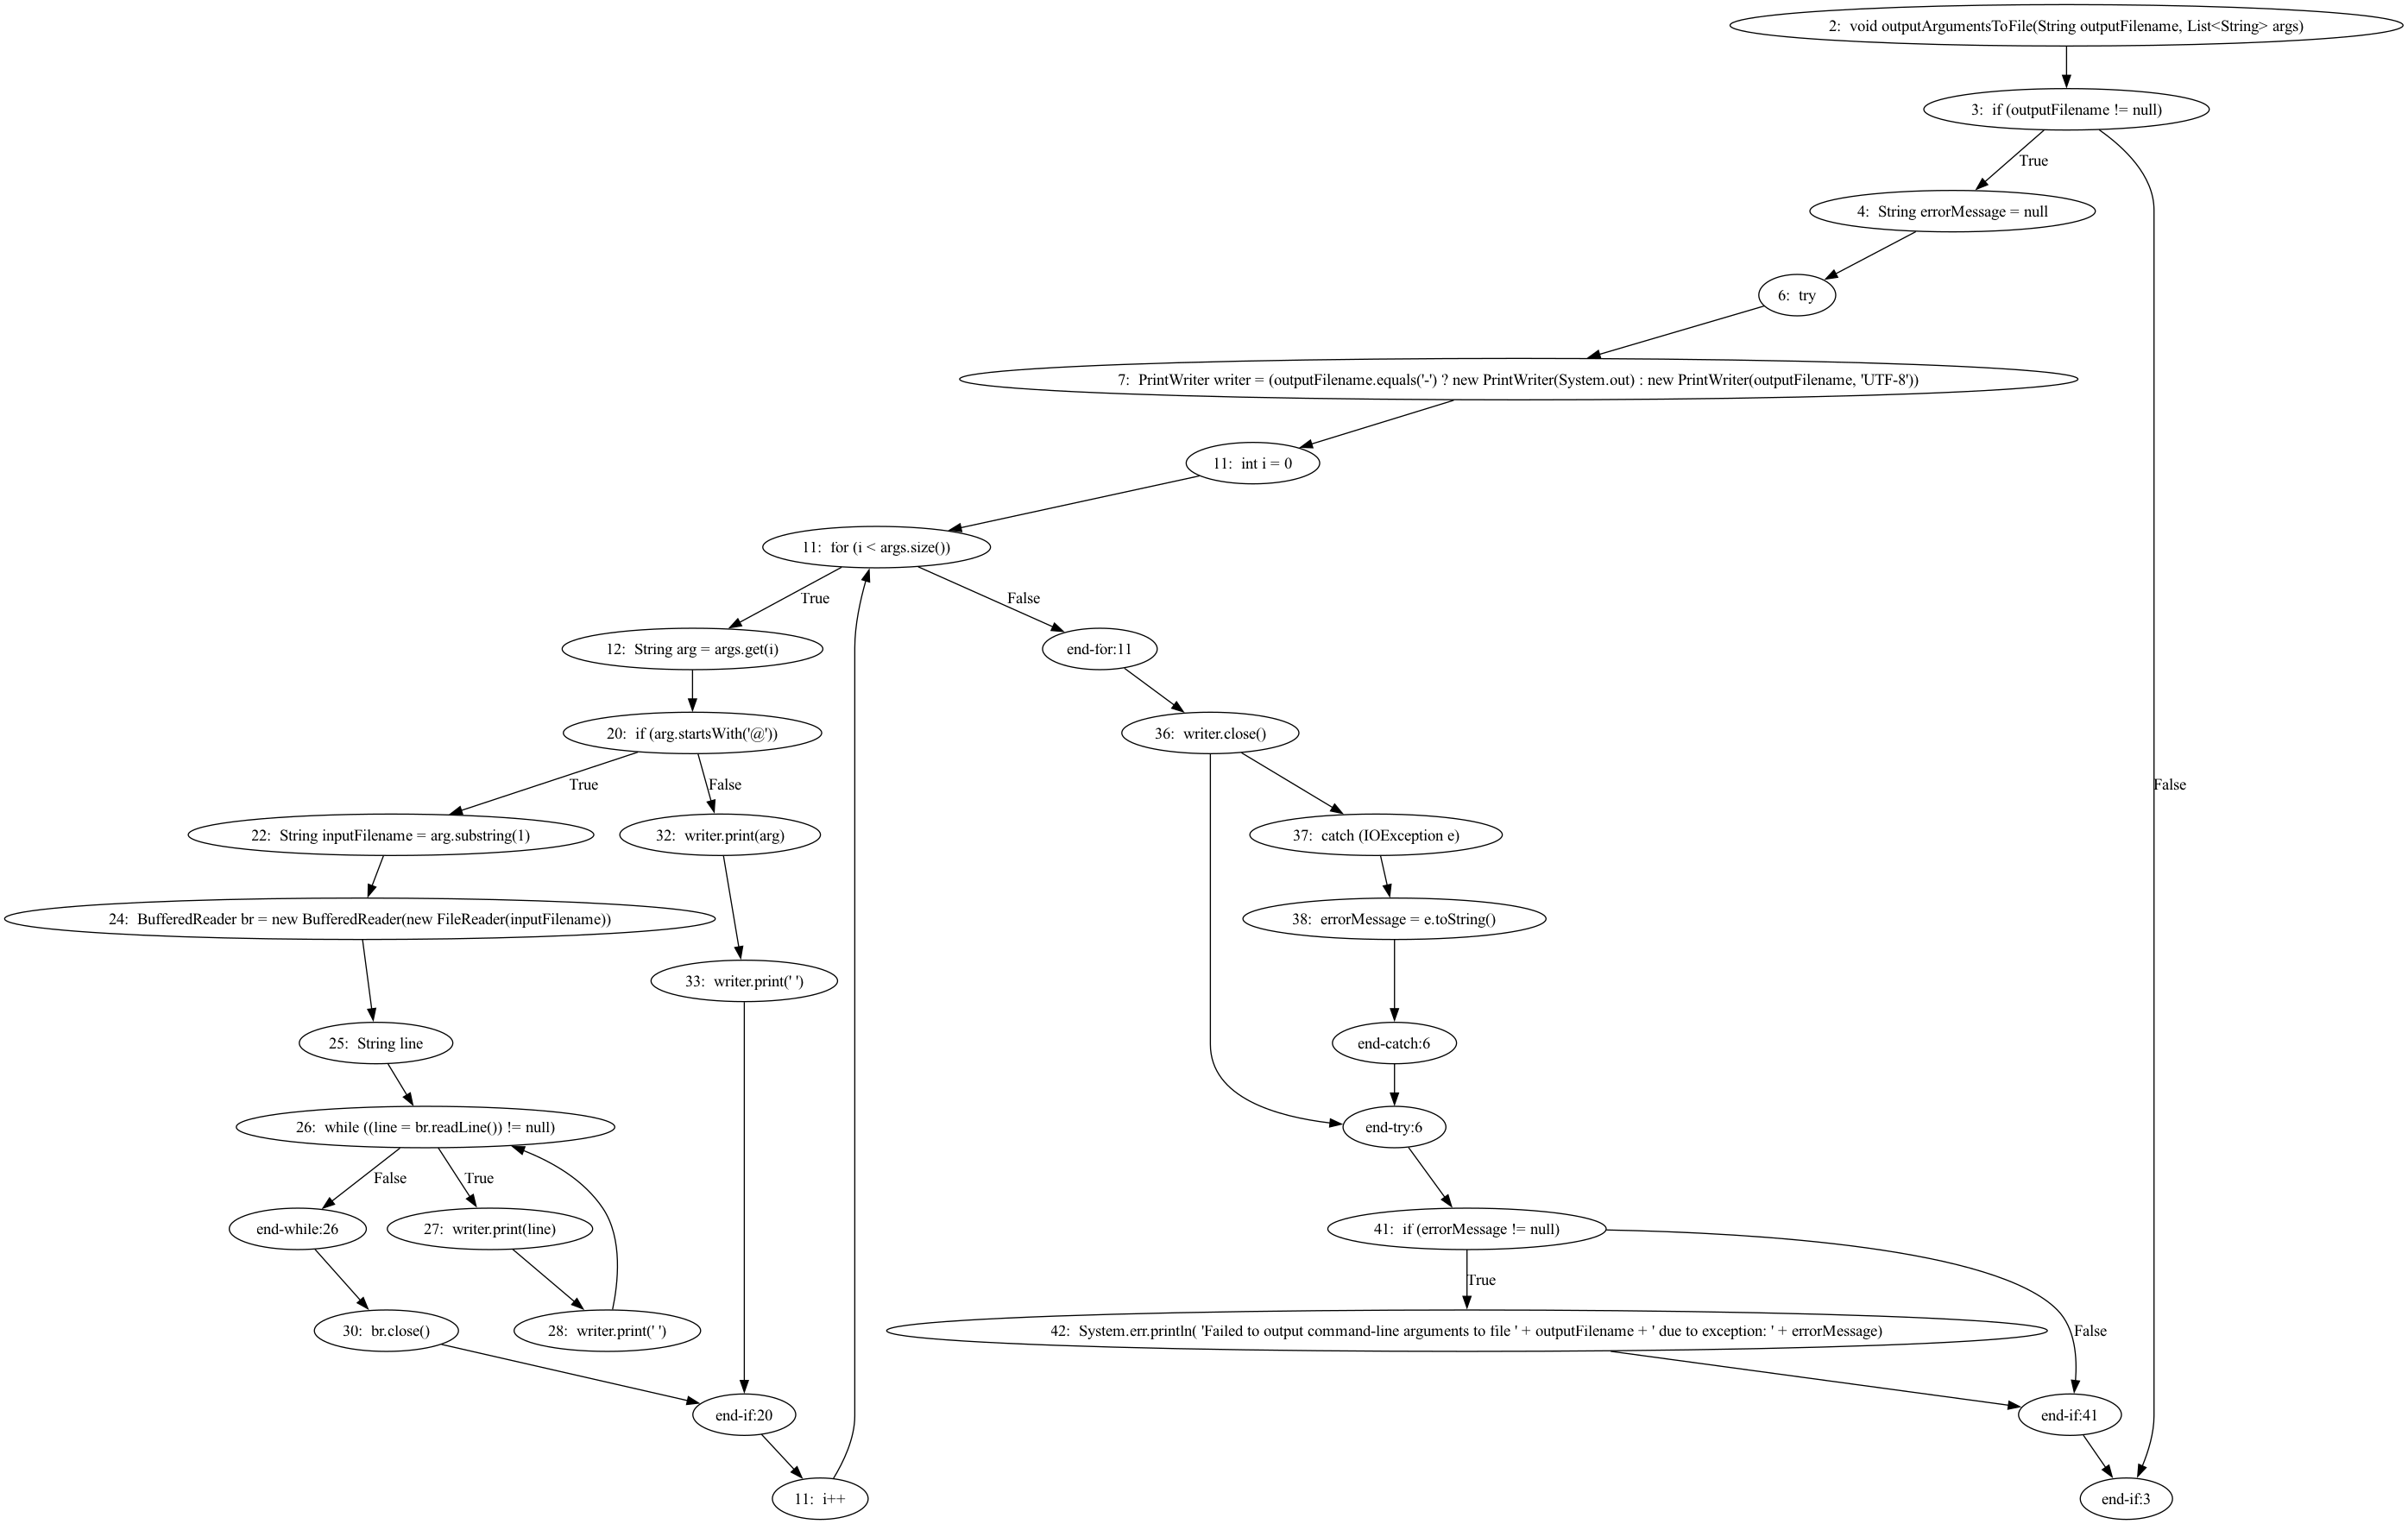 2:  void outputArgumentsToFile(String outputFilename, List<String> args)
3:  if (outputFilename != null)
True
4:  String errorMessage = null
6:  try
7:  PrintWriter writer = (outputFilename.equals('-') ? new PrintWriter(System.out) : new PrintWriter(outputFilename, 'UTF-8'))
11:  int i = 0
11:  for (i < args.size())
True
False
12:  String arg = args.get(i)
end-for:11
20:  if (arg.startsWith('@'))
36:  writer.close()
True
False
False
22:  String inputFilename = arg.substring(1)
32:  writer.print(arg)
37:  catch (IOException e)
24:  BufferedReader br = new BufferedReader(new FileReader(inputFilename))
38:  errorMessage = e.toString()
33:  writer.print(' ')
25:  String line
end-catch:6
26:  while ((line = br.readLine()) != null)
end-try:6
False
True
end-while:26
27:  writer.print(line)
41:  if (errorMessage != null)
True
30:  br.close()
28:  writer.print(' ')
42:  System.err.println( 'Failed to output command-line arguments to file ' + outputFilename + ' due to exception: ' + errorMessage)
False
end-if:20
end-if:41
11:  i++
end-if:3